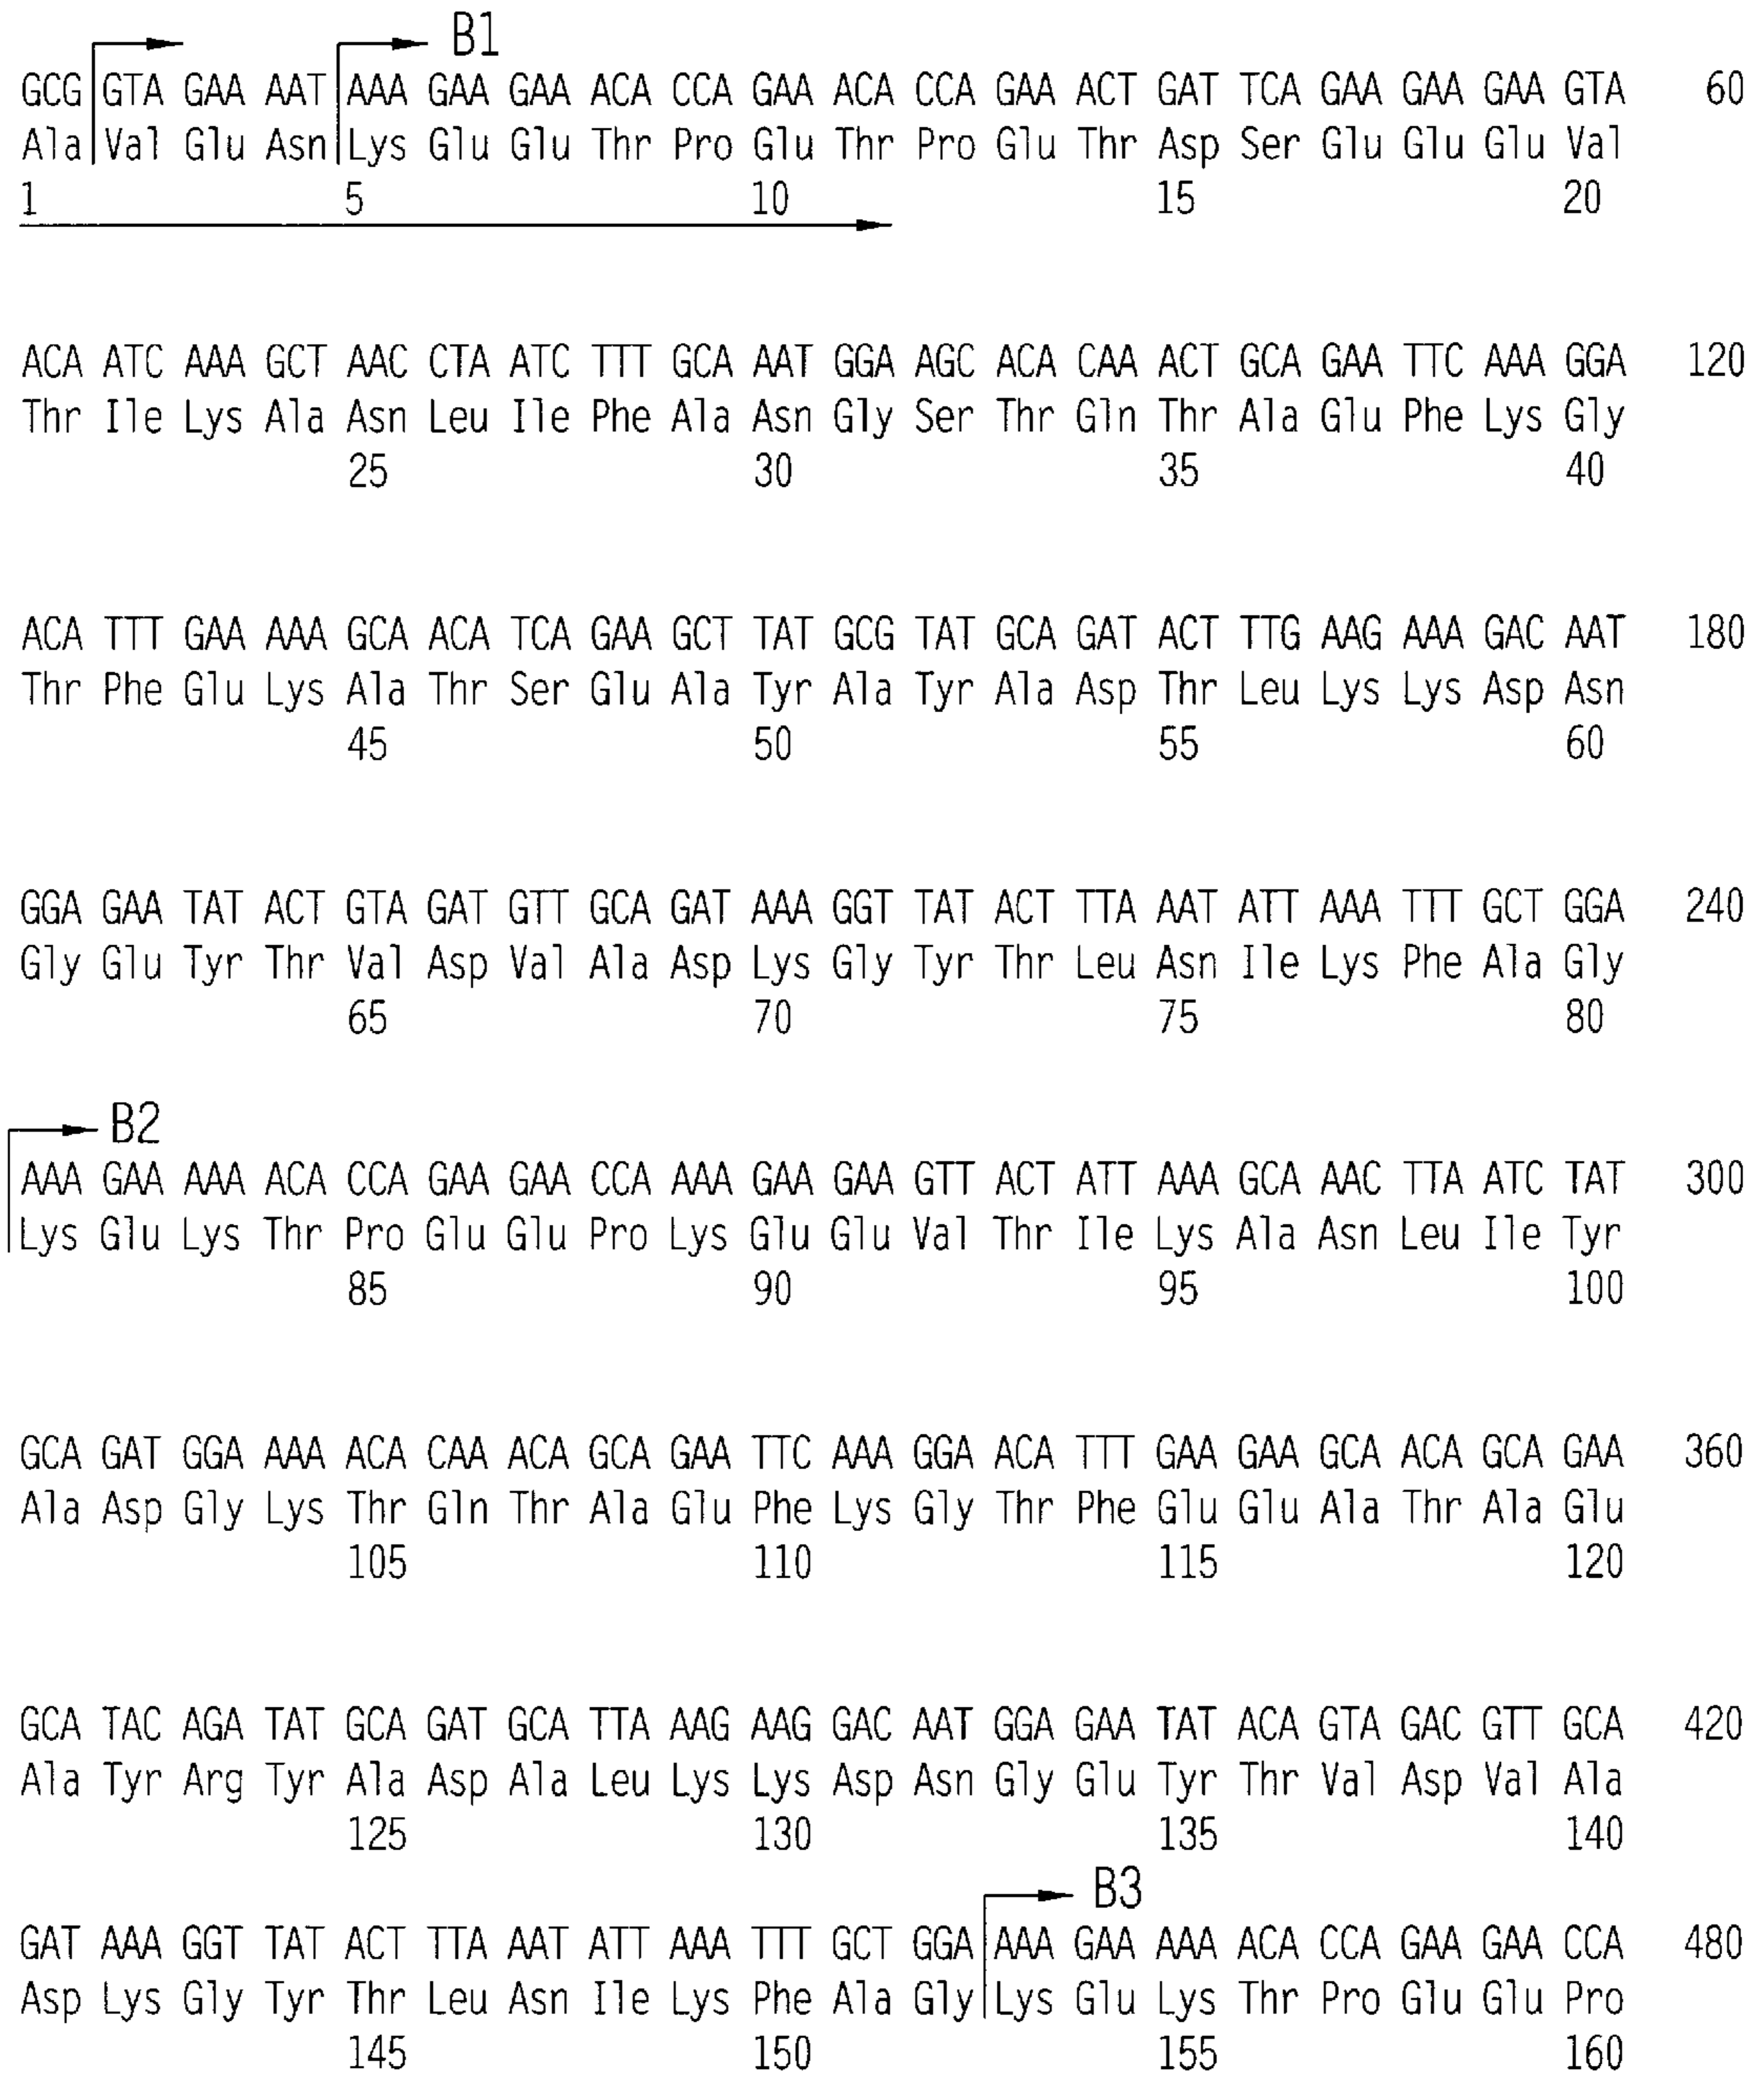 B1
GCG GTA GAA AAT AAA GAA GAA ACA CCA GAA ACA CCA GAA ACT GAT TCA GAA GAA GAA GTA 60
Ala Val Glu Asn Lys Glu Glu Thr Pro Glu Thr Pro Glu Thr Asp Ser Glu Glu Glu Val
1 5 10 15 20
ACA ATC AAA GCT AAC CTA ATC TTT GCA AAT GGA AGC ACA CAA ACT GCA GAA TTC AAA GGA 120
Thr Ile Lys Ala Asn Leu Ile Phe Ala Asn Gly Ser Thr Gln Thr Ala Glu Phe Lys Gly
25 30 35 40
ACA TTT GAA AAA GCA ACA TCA GAA GCT TAT GCG TAT GCA GAT ACT TTG AAG AAA GAC AAT 180
Thr Phe Glu Lys Ala Thr Ser Glu Ala Tyr Ala Tyr Ala Asp Thr Leu Lys Lys Asp Asn
45 50 55 60
GGA GAA TAT ACT GTA GAT GTT GCA GAT AAA GGT TAT ACT TTA AAT ATT AAA TTT GCT GGA 240
Gly Glu Tyr Thr Val Asp Val Ala Asp Lys Gly Tyr Thr Leu Asn Ile Lys Phe Ala Gly
65 70 75 80
B2
AAA GAA AAA ACA CCA GAA GAA CCA AAA GAA GAA GTT ACT ATT AAA GCA AAC TTA ATC TAT 300
Lys Glu Lys Thr Pro Glu Glu Pro Lys Glu Glu Val Thr Ile Lys Ala Asn Leu Ile Tyr
85 90 95 100
GCA GAT GGA AAA ACA CAA ACA GCA GAA TTC AAA GGA ACA TTT GAA GAA GCA ACA GCA GAA 360
Ala Asp Gly Lys Thr Gln Thr Ala Glu Phe Lys Gly Thr Phe Glu Glu Ala Thr Ala Glu
105 110 115 120
GCA TAC AGA TAT GCA GAT GCA TTA AAG AAG GAC AAT GGA GAA TAT ACA GTA GAC GTT GCA 420
Ala Tyr Arg Tyr Ala Asp Ala Leu Lys Lys Asp Asn Gly Glu Tyr Thr Val Asp Val Ala
125 130 135 140
B3
GAT AAA GGT TAT ACT TTA AAT ATT AAA TTT GCT GGA AAA GAA AAA ACA CCA GAA GAA CCA 480
Asp Lys Gly Tyr Thr Leu Asn Ile Lys Phe Ala Gly Lys Glu Lys Thr Pro Glu Glu Pro
145 150 155 160